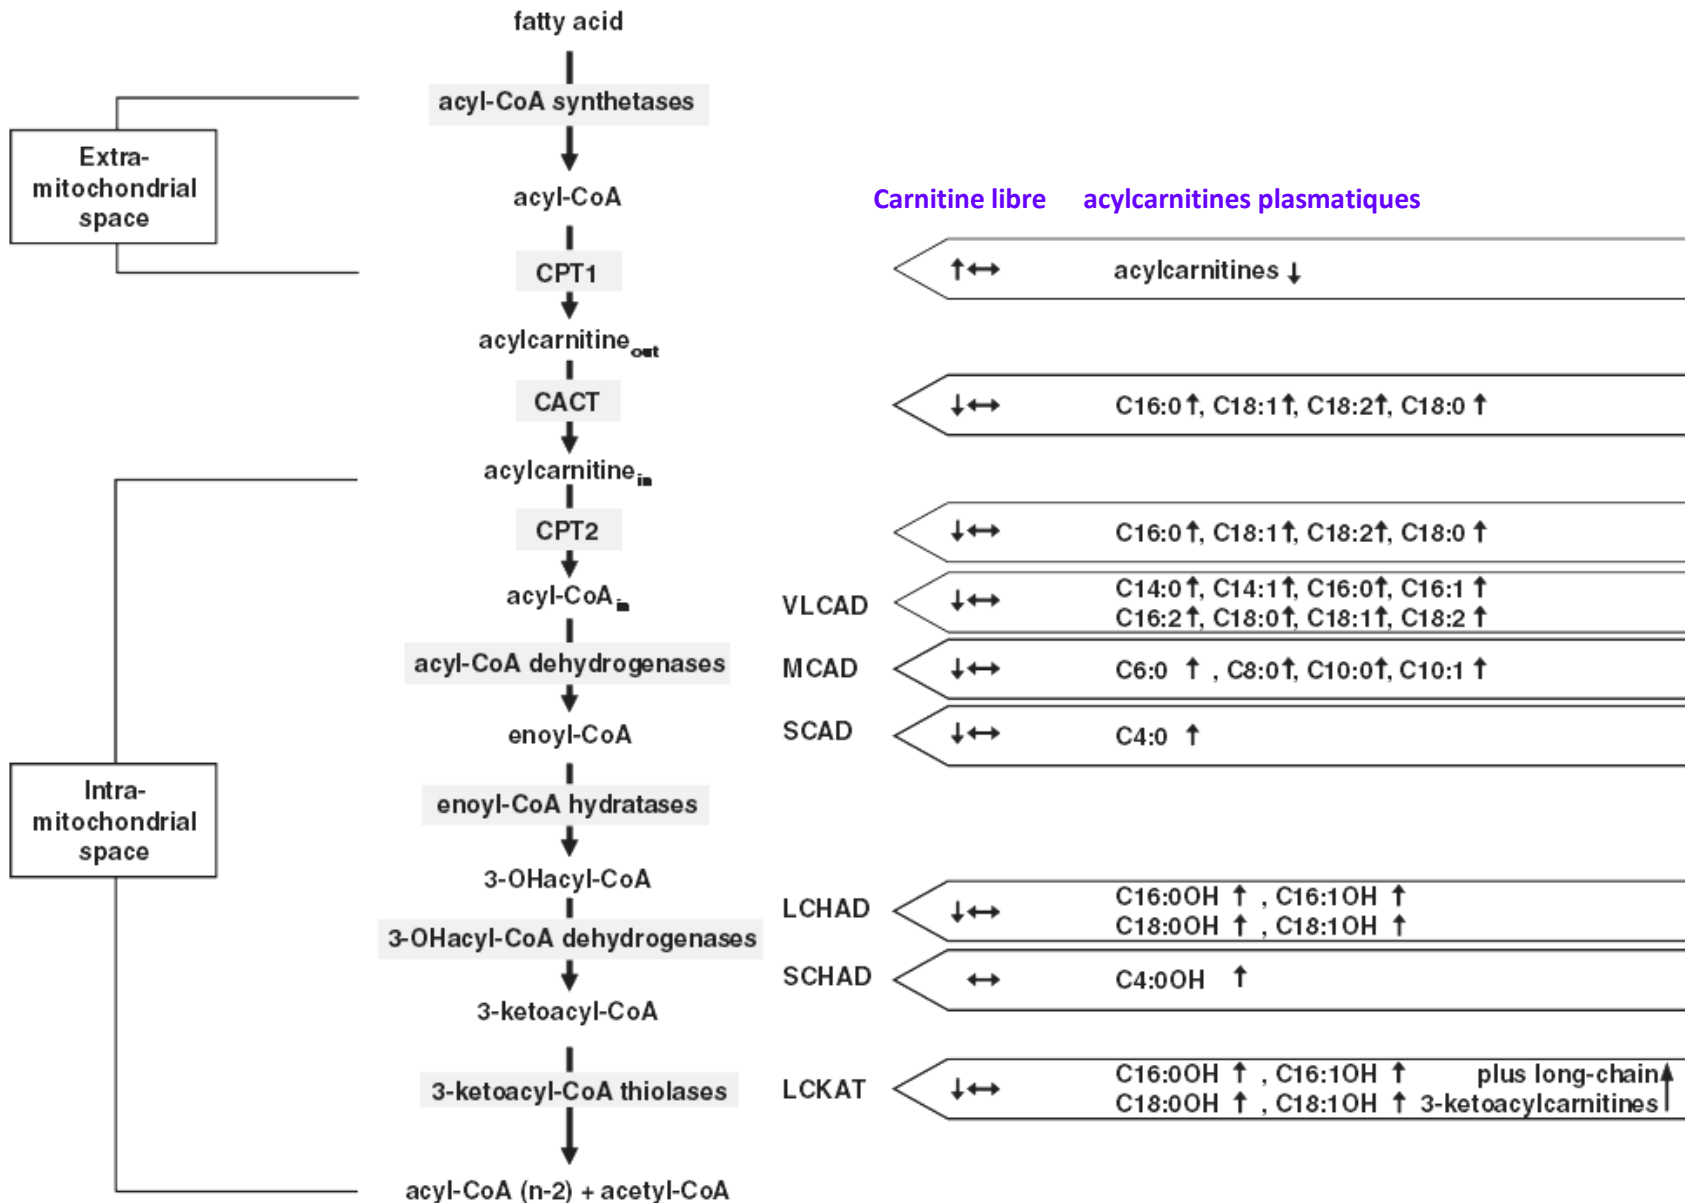 fatty acid
acyl-CoA synthetases
Extra-
mitochondrial
space
acyl-CoA
Carnitine libre acylcarnitines plasmatiques
CPT1
↑↔ acylcarnitines ↓
acylcarnitine out
CACT
↓↔ C16:0↑, C18:1↑, C18:2↑, C18:0 ↑
acylcarnitine in
CPT2
↓↔ C16:0↑, C18:1↑, C18:2↑, C18:0 ↑
acyl-CoA in
VLCAD ↓↔ C14:0↑, C14:1↑, C16:0↑, C16:1 ↑
C16:2↑, C18:0↑, C18:1↑, C18:2 ↑
acyl-CoA dehydrogenases
MCAD ↓↔ C6:0 ↑ , C8:0↑, C10:0↑, C10:1 ↑
enoyl-CoA
SCAD ↓↔ C4:0 ↑
Intra-
mitochondrial
space
enoyl-CoA hydratases
3-OHacyl-CoA
LCHAD ↓↔ C16:0OH ↑ , C16:1OH ↑
C18:0OH ↑ , C18:1OH ↑
3-OHacyl-CoA dehydrogenases
SCHAD ↔ C4:0OH ↑
3-ketoacyl-CoA
3-ketoacyl-CoA thiolases
LCKAT ↓↔ C16:0OH ↑ , C16:1OH ↑ plus long-chain
C18:0OH ↑ , C18:1OH ↑ 3-ketoacylcarnitines ↑
acyl-CoA (n-2) + acetyl-CoA